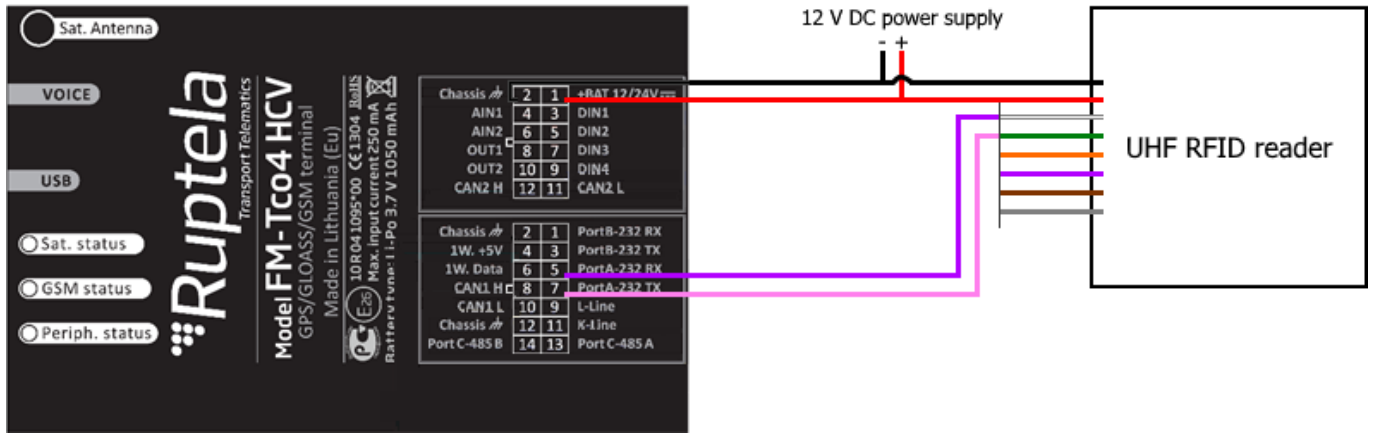 Sat. Antenna
VOICE
USB
Sat. status
GSM status
Periph. status
Ruptela
Transport Telematics
Model FM-Tco4 HCV
GPS/GLOASS/GSM terminal
Made in Lithuania (Eu)
PC E26 10R041095*00 CE1304 RoHS
Max. input current 250 mA
Battery type: Li-Po 3.7 V 1050 mAh
Chassis 2 1 +BAT 12/24V
AIN1 4 3 DIN1
AIN2 6 5 DIN2
OUT1 8 7 DIN3
OUT2 10 9 DIN4
CAN2 H 12 11 CAN2 L
Chassis 2 1 PortB-232 RX
1W. +5V 4 3 PortB-232 TX
1W. Data 6 5 PortA-232 RX
CAN1 H 8 7 PortA-232 TX
CAN1 L 10 9 L-Line
Chassis 12 11 K-Line
Port C-485 B 14 13 Port C-485 A
12 V DC power supply
- +
UHF RFID reader